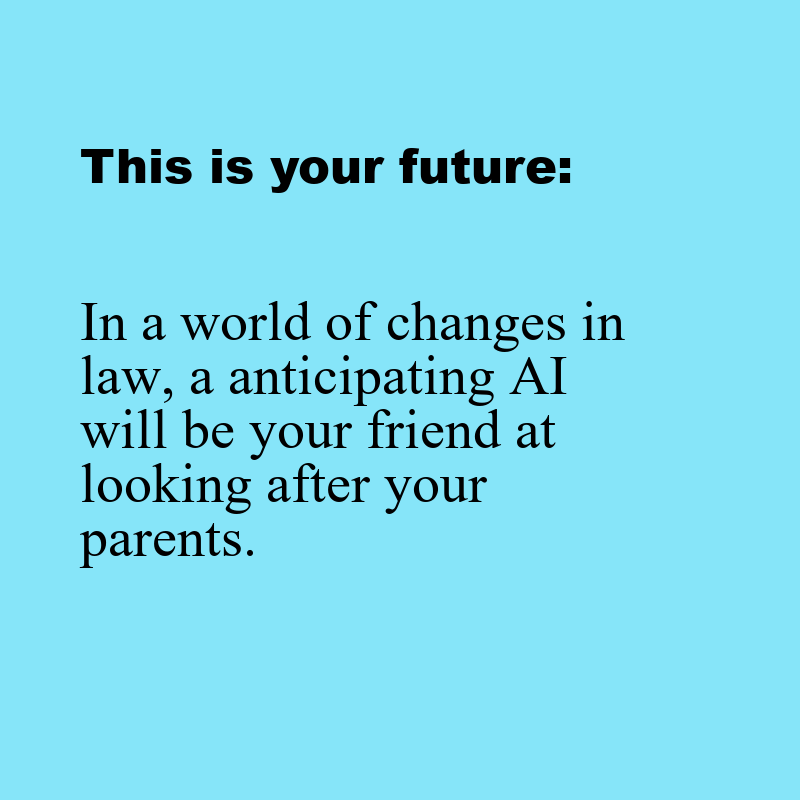 This is your future:
In a world of changes in
law, a anticipating AI
will be your friend at
looking after your
parents.